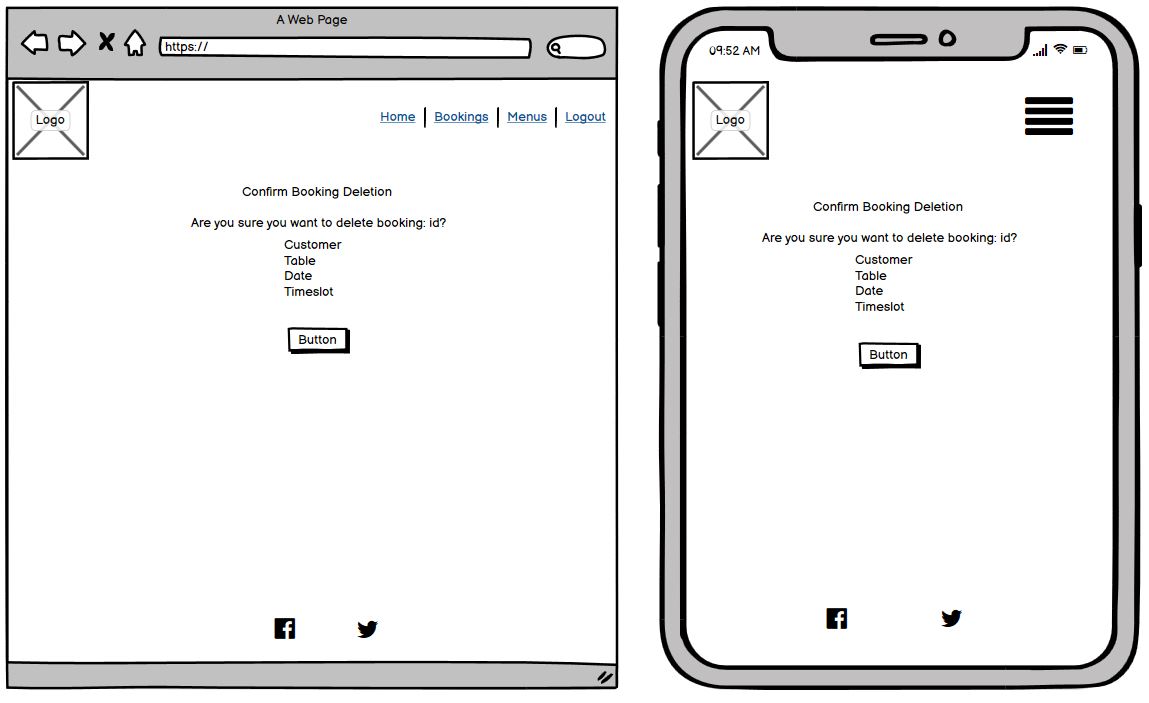 A Web Page
https://
Logo
Home Bookings Menus Logout
Confirm Booking Deletion
Are you sure you want to delete booking: id?
Customer
Table
Date
Timeslot
Button
09:52 AM
Logo
Confirm Booking Deletion
Are you sure you want to delete booking: id?
Customer
Table
Date
Timeslot
Button